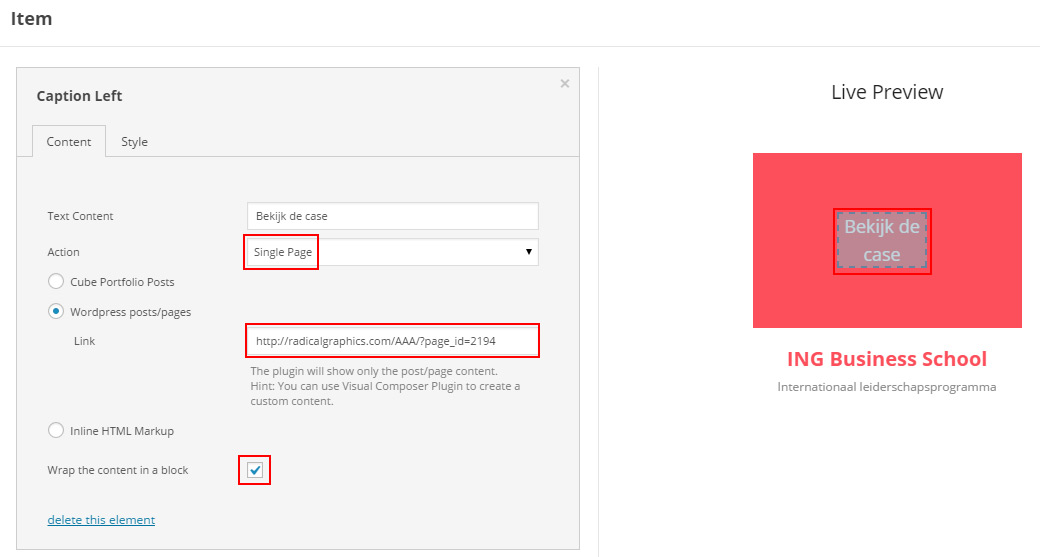 Item
Caption Left
×
Content
Style
Text Content
Bekijk de case
Action
Single Page
Cube Portfolio Posts
Wordpress posts/pages
Link
http://radicalgraphics.com/AAA/?page_id=2194
The plugin will show only the post/page content.
Hint: You can use Visual Composer Plugin to create a
custom content.
Inline HTML Markup
Wrap the content in a block
delete this element
Live Preview
Bekijk de
case
ING Business School
Internationaal leiderschapsprogramma